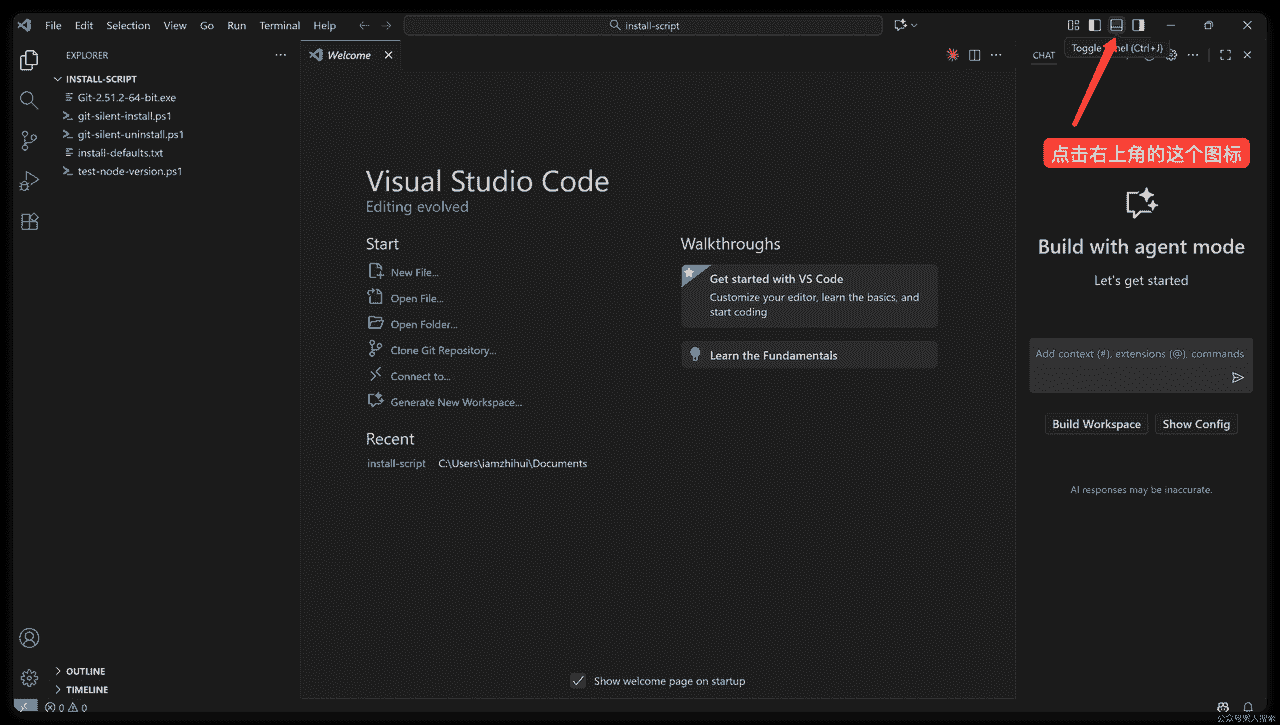 File Edit Selection View Go Run Terminal Help
install-script
EXPLORER
INSTALL-SCRIPT
Git-2.51.2-64-bit.exe
git-silent-install.ps1
git-silent-uninstall.ps1
install-defaults.txt
test-node-version.ps1
OUTLINE
TIMELINE
Welcome
Visual Studio Code
Editing evolved
Start
New File...
Open File...
Open Folder...
Clone Git Repository...
Connect to...
Generate New Workspace...
Recent
install-script C:\Users\iamzhihui\Documents
Walkthroughs
Get started with VS Code
Customize your editor, learn the basics, and
start coding
Learn the Fundamentals
Show welcome page on startup
CHAT
Toggle nel (Ctrl+J)
点击右上角的这个图标
Build with agent mode
Let's get started
Add context (#), extensions (@), commands
Build Workspace Show Config
AI responses may be inaccurate.
0 0